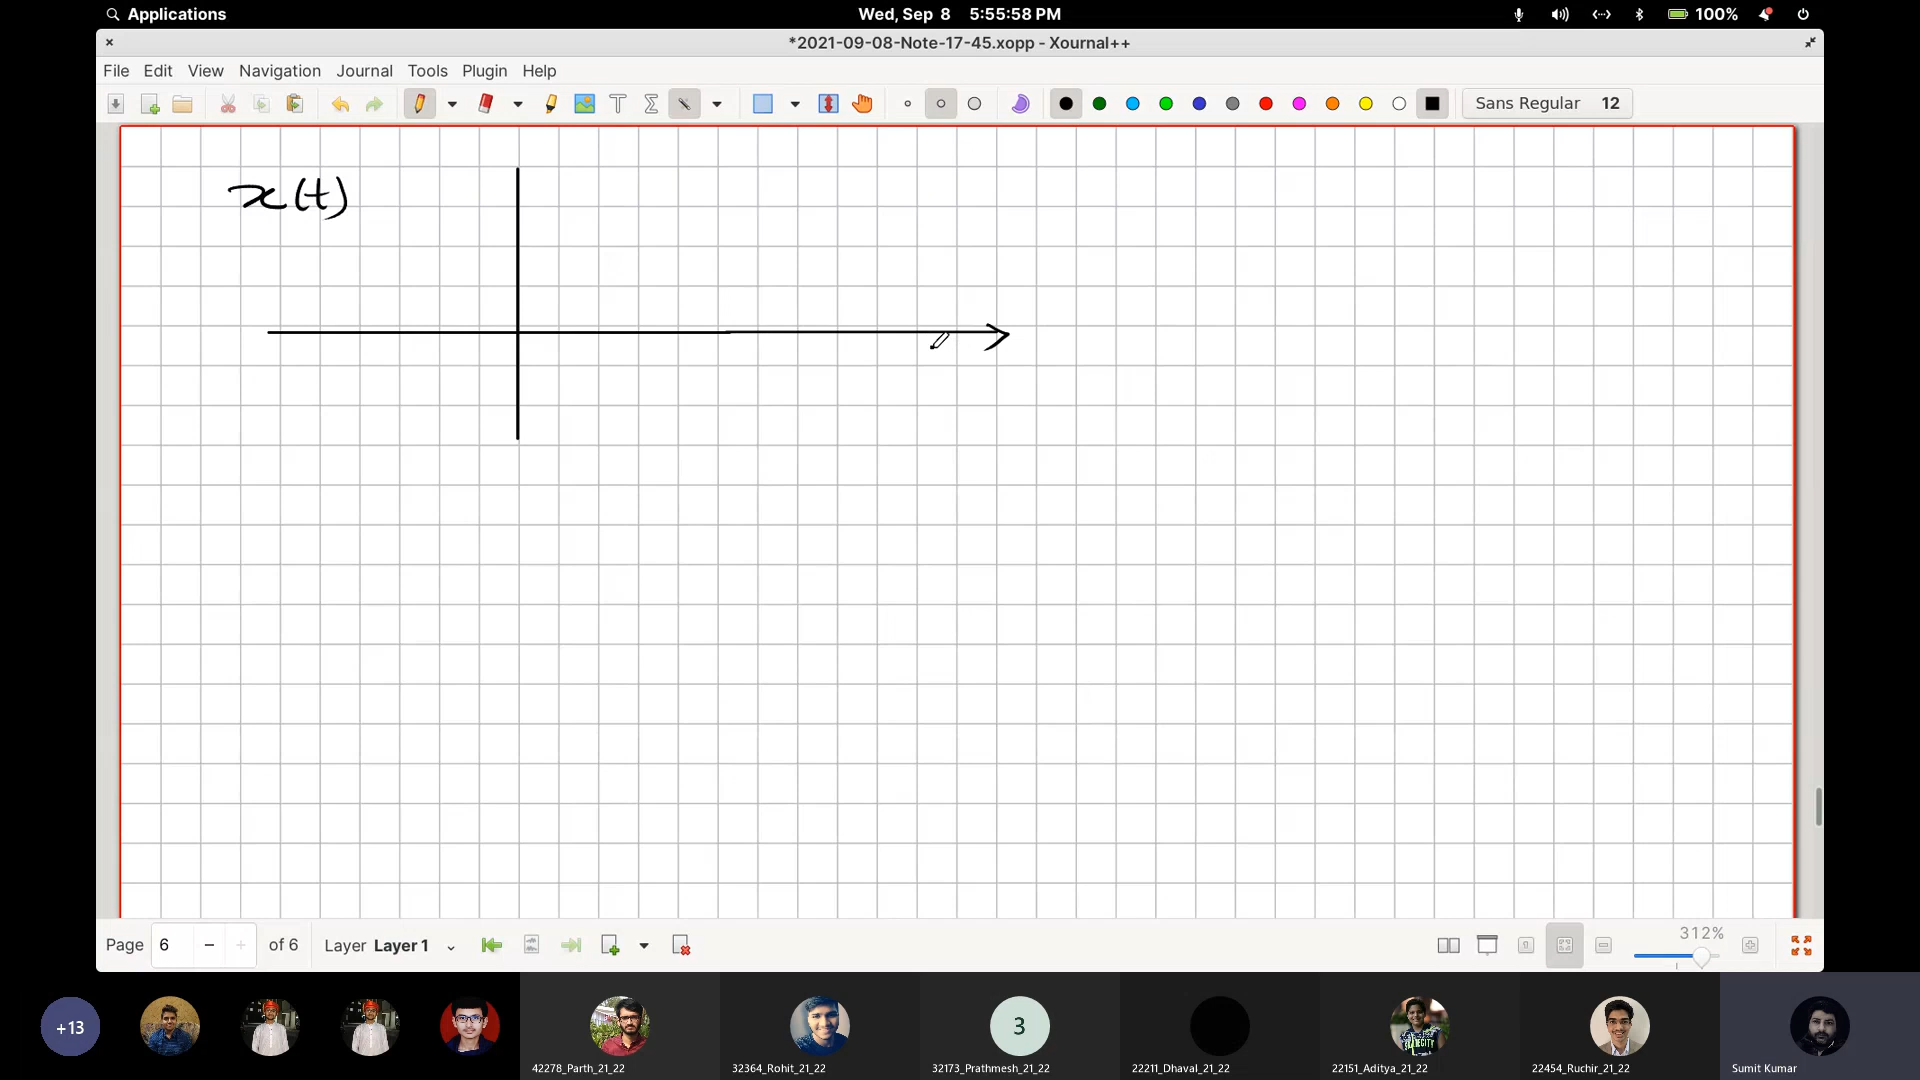 Applications
Wed, Sep 8 5:55:58 PM
100%
*2021-09-08-Note-17-45.xopp - Xournal++
File Edit View Navigation Journal Tools Plugin Help
Sans Regular 12
x(t)
Page 6 of 6 Layer Layer 1
312%
+13
3
42278_Parth_21_22
32364_Rohit_21_22
32173_Prathmesh_21_22
22211_Dhaval_21_22
22151_Aditya_21_22
22454_Ruchir_21_22
Sumit Kumar